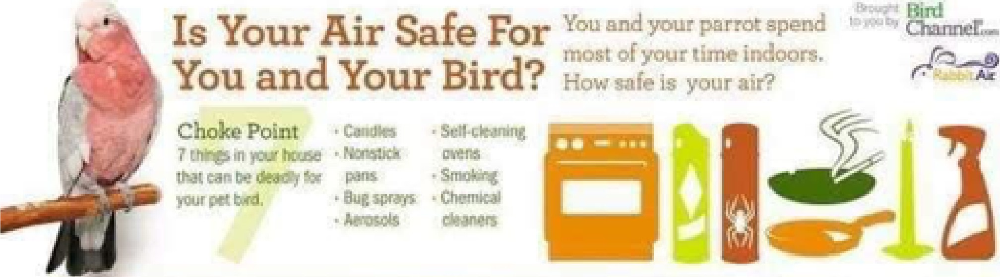 Is Your Air Safe For
You and Your Bird?
You and your parrot spend
most of your time indoors.
How safe is your air?
Brought
to you by
Bird
Channel.com
Rabbit Air
Choke Point
7 things in your house
that can be deadly for
your pet bird.
7
· Candles
· Nonstick
pans
· Bug sprays
· Aerosols
· Self-cleaning
ovens
· Smoking
· Chemical
cleaners